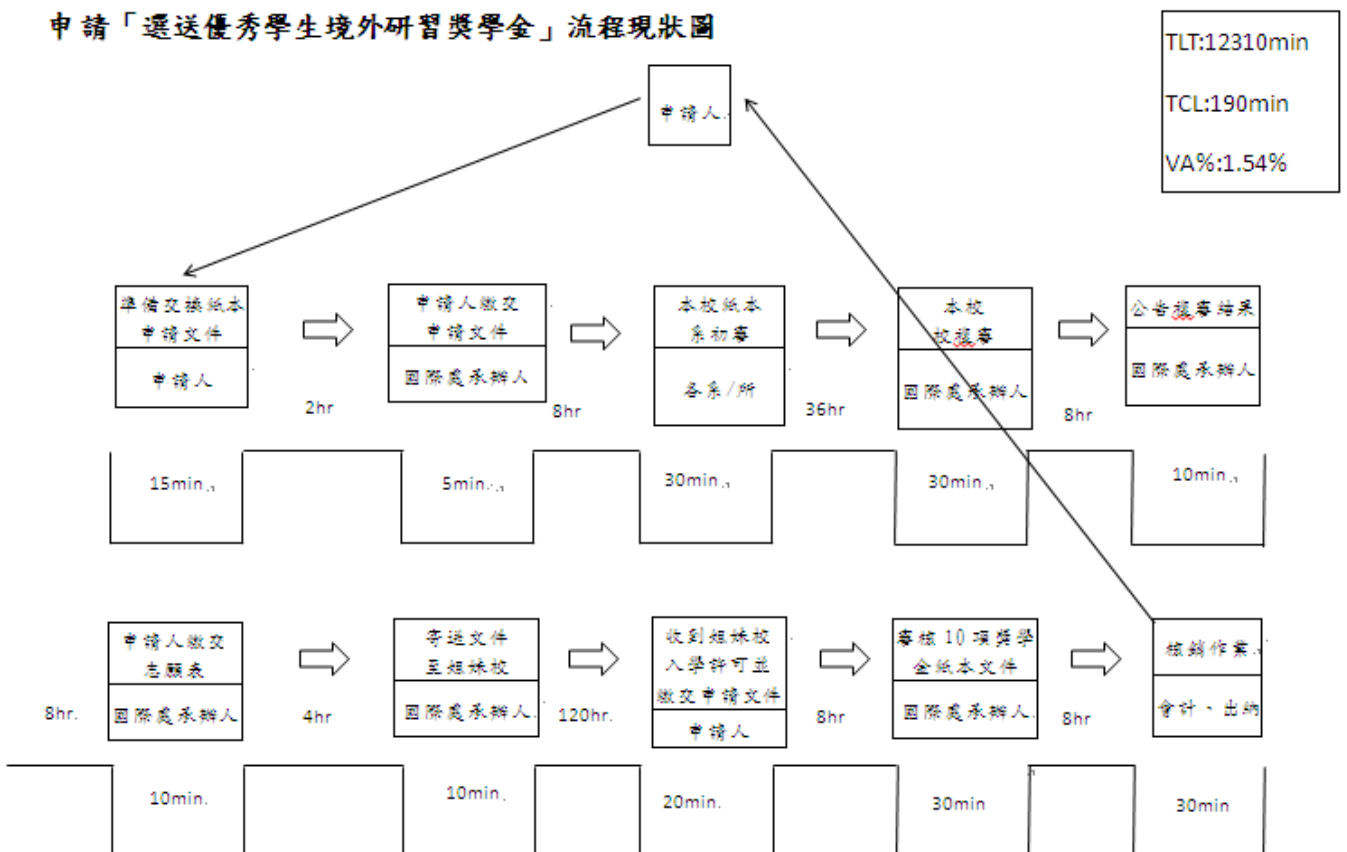 申請「選送優秀學生境外研習獎學金」流程現狀圖
TLT:12310min
TCL:190min
VA%:1.54%
申請人
準備交換紙本
申請文件
申請人
2hr
申請人繳交
申請文件
國際處承辦人
8hr
本校紙本
系初審
各系/所
36hr
本校
校複審
國際處承辦人
8hr
公告複審結果
國際處承辦人
15min
5min
30min
30min
10min
8hr.
申請人繳交
志願表
國際處承辦人
4hr
寄送文件
至姐妹校
國際處承辦人
120hr.
收到姐妹校
入學許可並
繳交申請文件
申請人
8hr
審核10項獎學
金紙本文件
國際處承辦人
8hr
核銷作業
會計、出納
10min.
10min
20min.
30min
30min